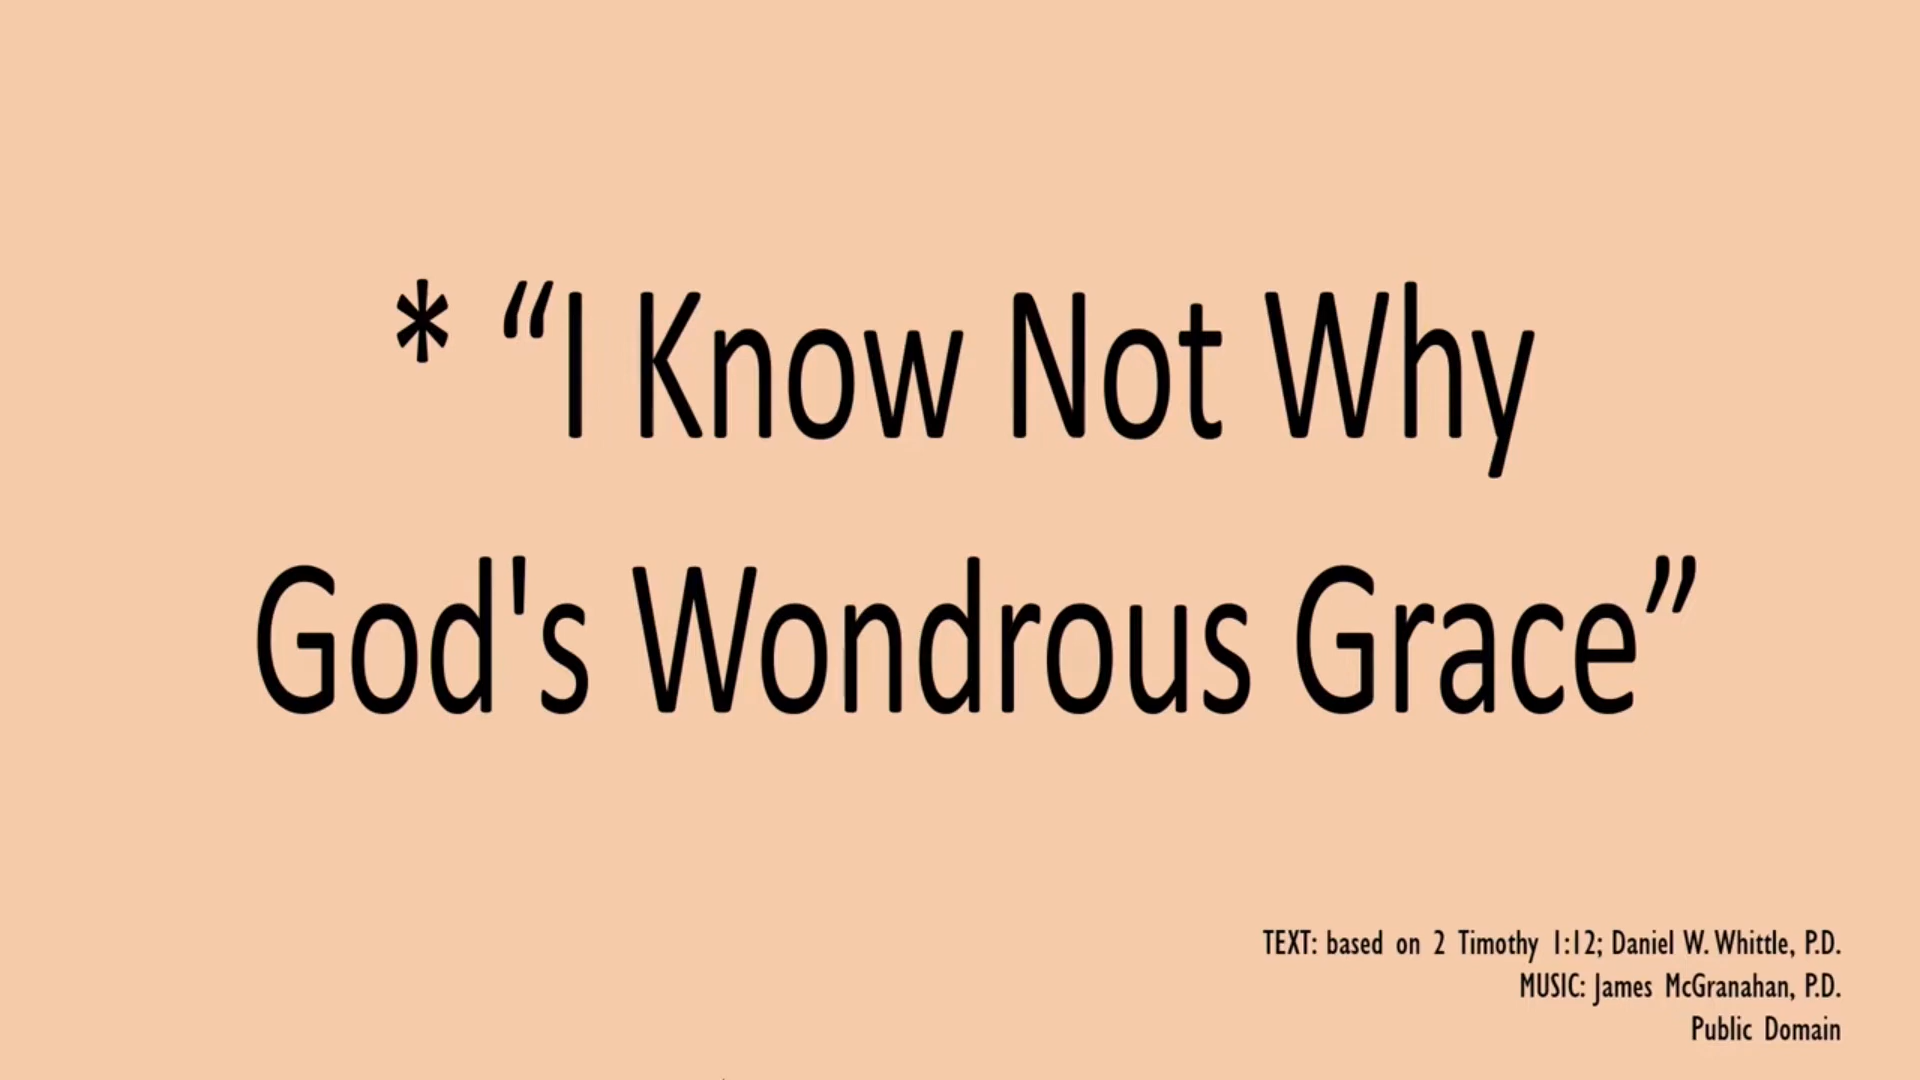 * “I Know Not Why
God's Wondrous Grace”
TEXT: based on 2 Timothy 1:12; Daniel W. Whittle, P.D.
MUSIC: James McGranahan, P.D.
Public Domain